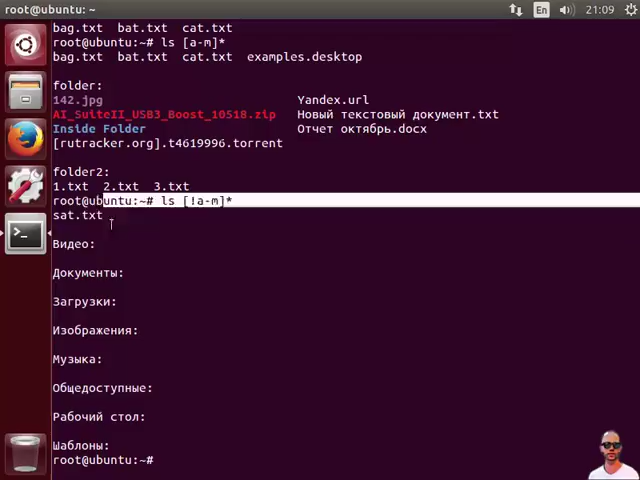 root@ubuntu: ~
En
21:09
bag.txt  bat.txt  cat.txt
root@ubuntu:~# ls [a-m]*
bag.txt  bat.txt  cat.txt  examples.desktop
folder:
142.jpg  Yandex.url
AI_SuiteII_USB3_Boost_10518.zip  Новый текстовый документ.txt
Inside Folder  Отчет октябрь.docx
[rutracker.org].t4619996.torrent
folder2:
1.txt  2.txt  3.txt
root@ubuntu:~# ls [!a-m]*
sat.txt
Видео:
Документы:
Загрузки:
Изображения:
Музыка:
Общедоступные:
Рабочий стол:
Шаблоны:
root@ubuntu:~#